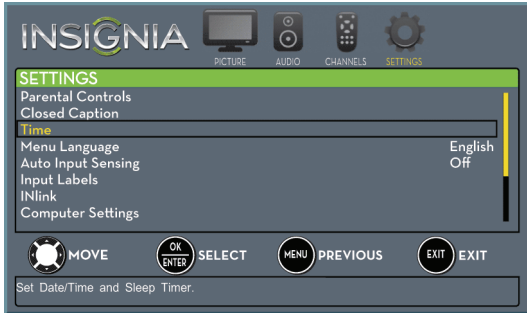 INSIGNIA
PICTURE AUDIO CHANNELS SETTINGS
SETTINGS
Parental Controls
Closed Caption
Time
Menu Language English
Auto Input Sensing Off
Input Labels
INlink
Computer Settings
MOVE OK ENTER SELECT MENU PREVIOUS EXIT EXIT
Set Date/Time and Sleep Timer.